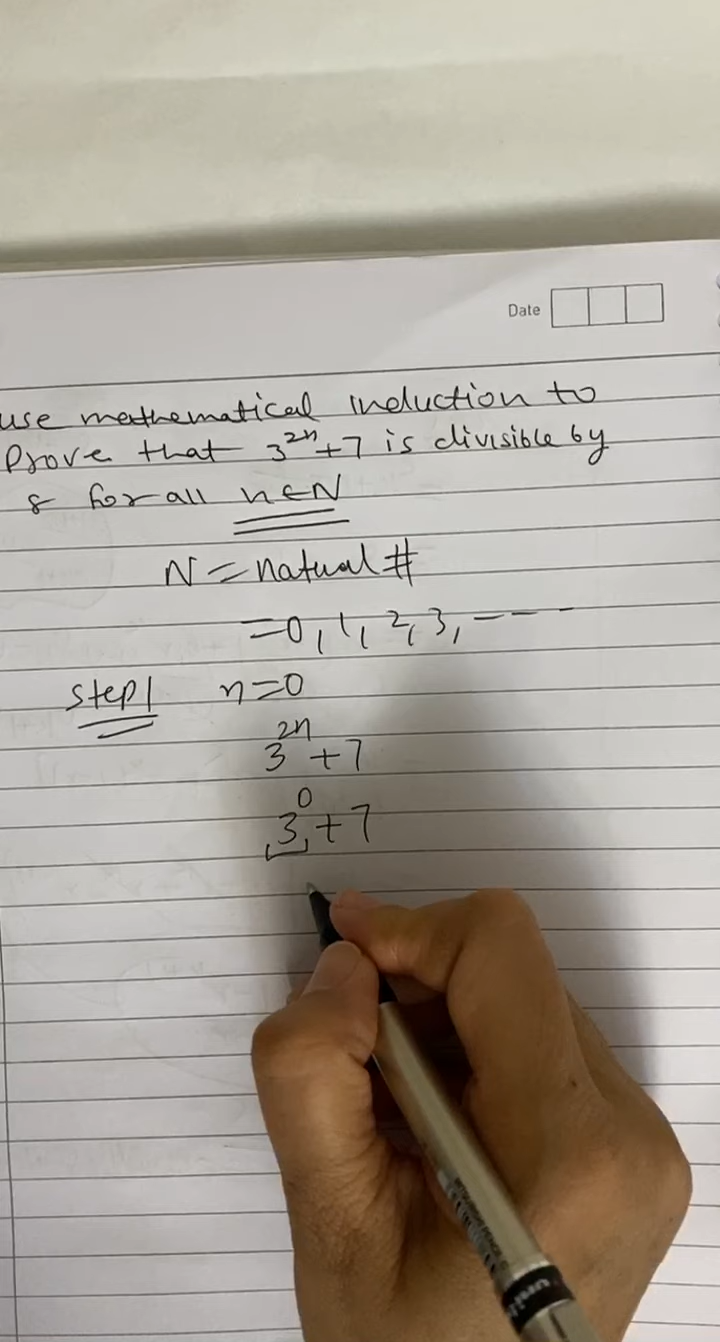 Date
use mathematical induction to
Prove that 3^{2n}+7 is divisible by
8 for all n∈N
N = natural #
=0, 1, 2, 3, - - - -
Step1 n=0
3^{2n}+7
3^0+7